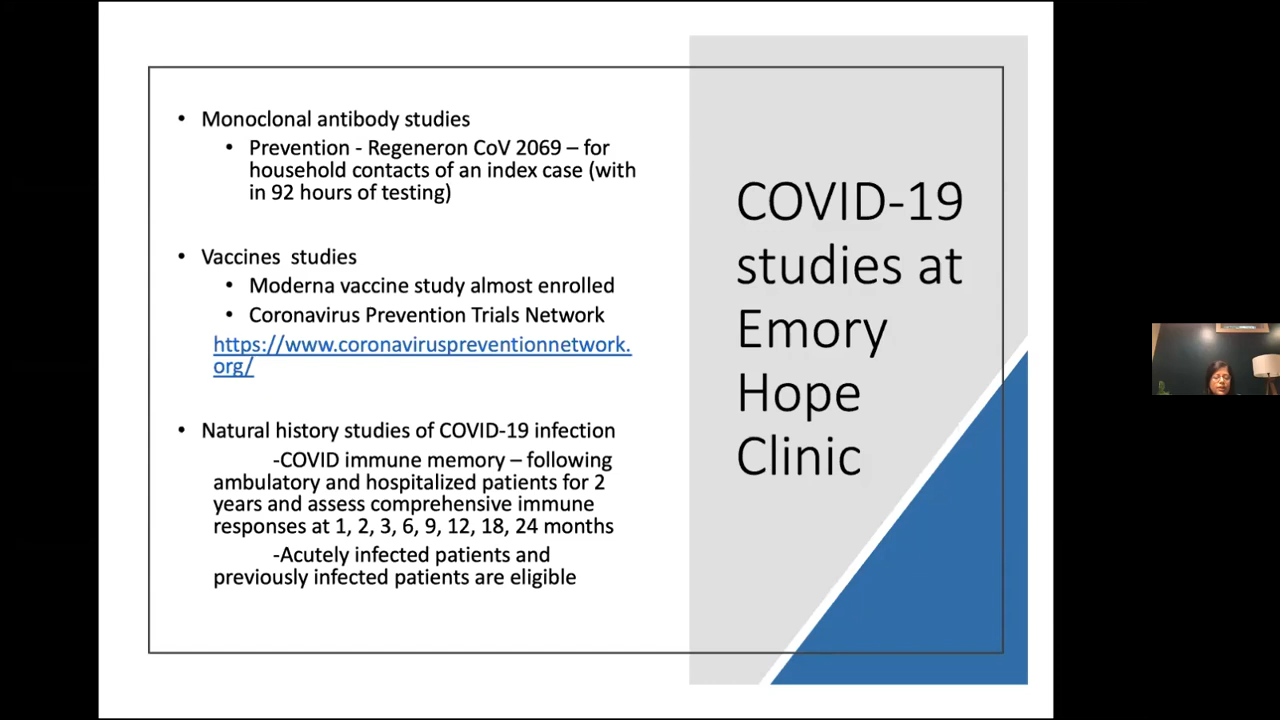 • Monoclonal antibody studies
• Prevention - Regeneron CoV 2069 – for
household contacts of an index case (with
in 92 hours of testing)
• Vaccines  studies
• Moderna vaccine study almost enrolled
• Coronavirus Prevention Trials Network
https://www.coronaviruspreventionnetwork.
org/
• Natural history studies of COVID-19 infection
-COVID immune memory – following
ambulatory and hospitalized patients for 2
years and assess comprehensive immune
responses at 1, 2, 3, 6, 9, 12, 18, 24 months
-Acutely infected patients and
previously infected patients are eligible
COVID-19
studies at
Emory
Hope
Clinic